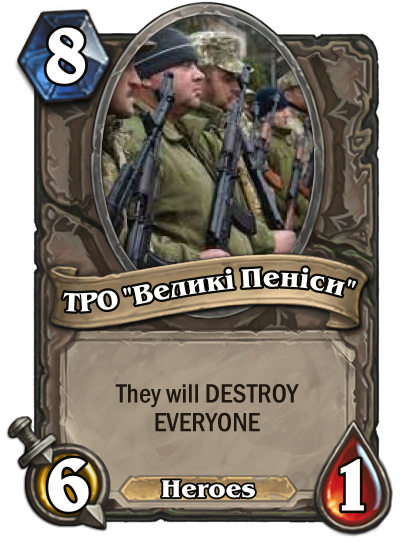 8
ТРО "Великі Пеніси"
They will DESTROY
EVERYONE
6
Heroes
1